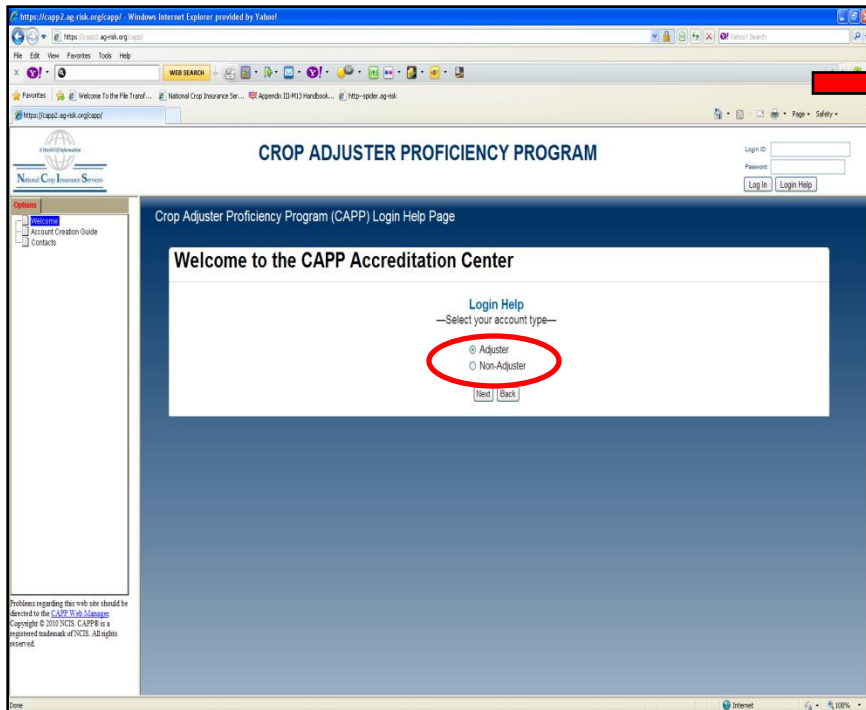 https://capp2.ag-risk.org/capp/ - Windows Internet Explorer provided by Yahoo!
https://capp2.ag-risk.org/capp/
Yahoo! Search
File Edit View Favorites Tools Help
WEB SEARCH
Favorites Welcome To the File Transf... National Crop Insurance Ser... Appendix III-M13 Handbook... http--spider.ag-risk
https://capp2.ag-risk.org/capp/
Page Safety
A World Of Information
National Crop Insurance Services
CROP ADJUSTER PROFICIENCY PROGRAM
Login ID:
Password:
Log In Login Help
Options
Welcome
Account Creation Guide
Contacts
Crop Adjuster Proficiency Program (CAPP) Login Help Page
Welcome to the CAPP Accreditation Center
Login Help
—Select your account type—
Adjuster
Non-Adjuster
Next Back
Problems regarding this web site should be
directed to the CAPP Web Manager.
Copyright © 2010 NCIS. CAPP® is a
registered trademark of NCIS. All rights
reserved.
Done
Internet
100%